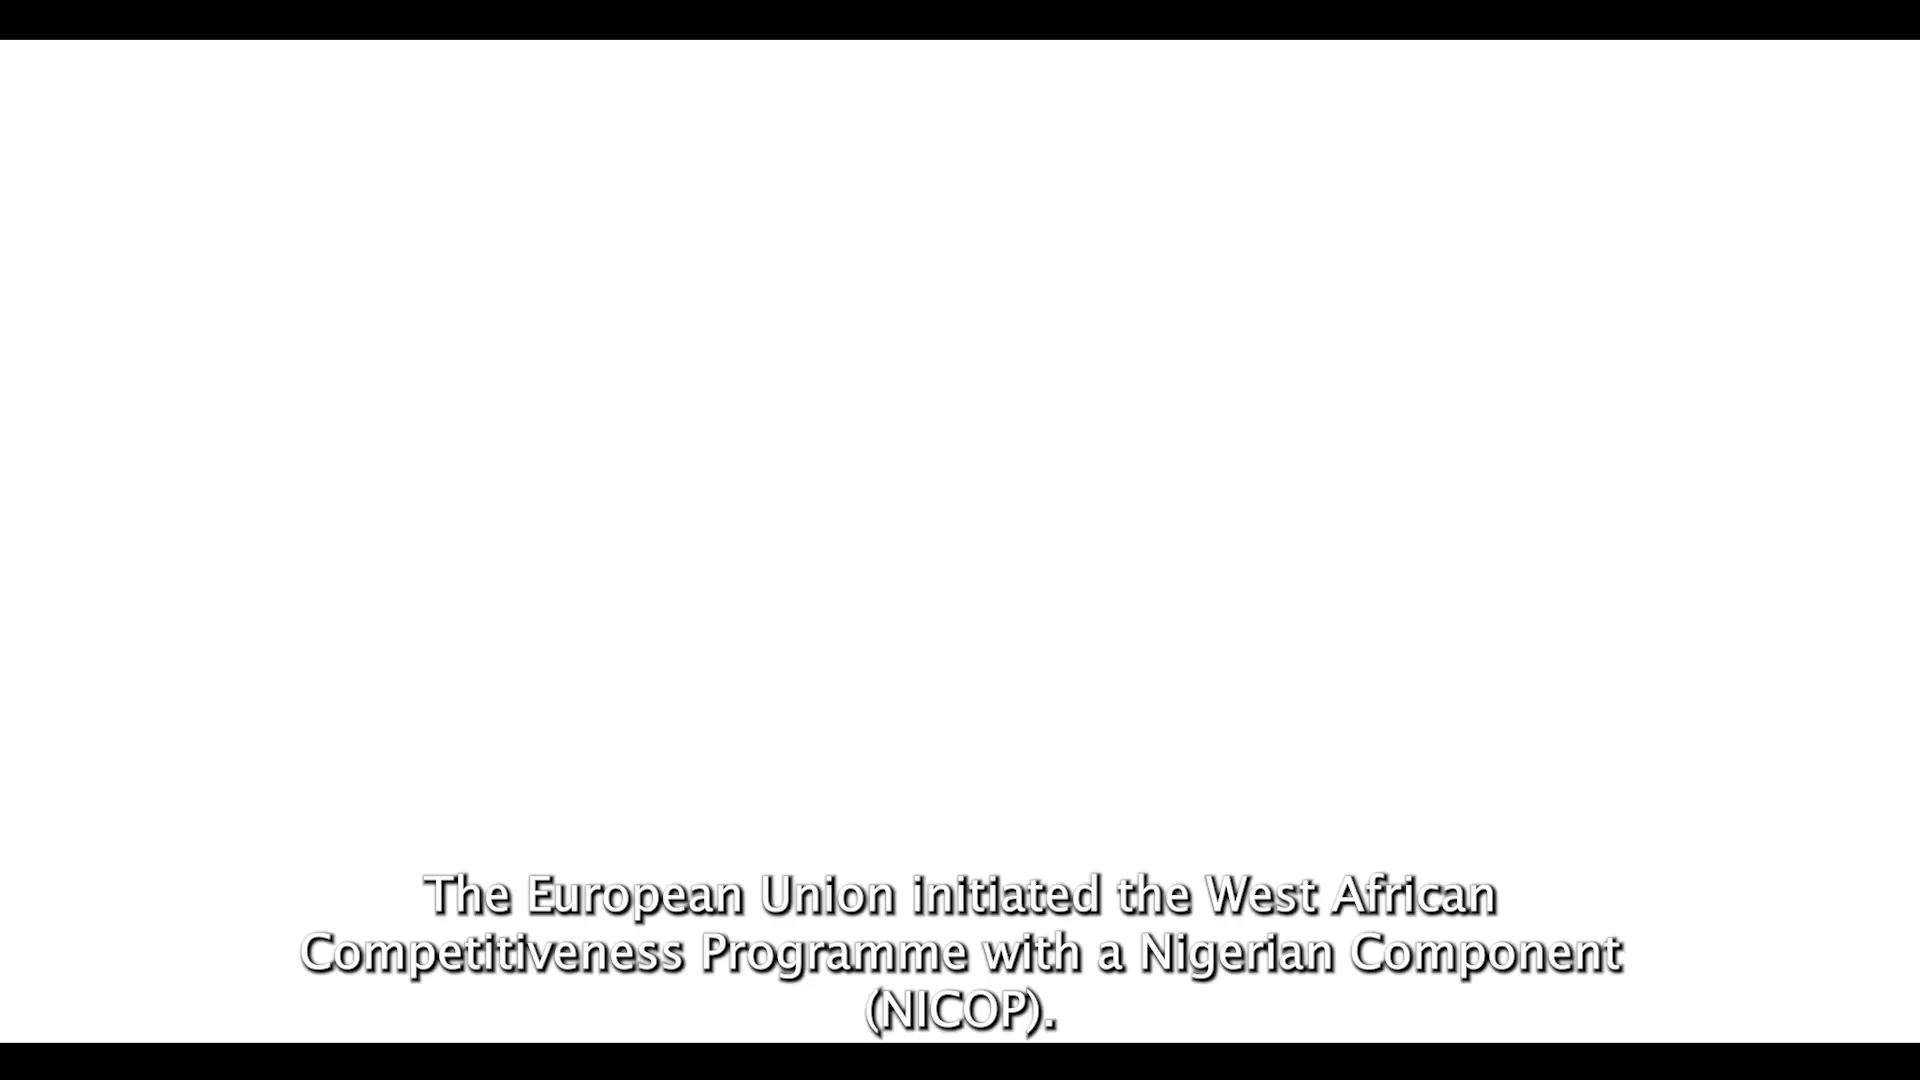 The European Union initiated the West African
Competitiveness Programme with a Nigerian Component
(NICOP).